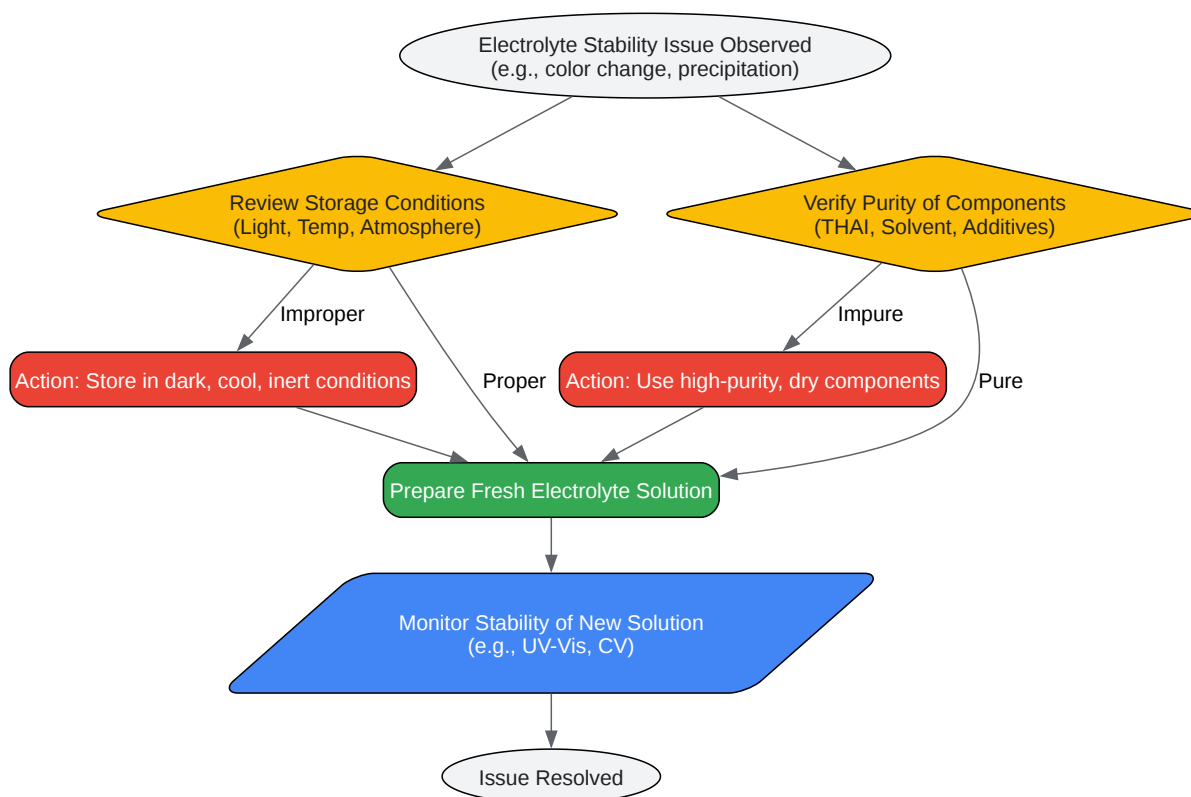 Electrolyte Stability Issue Observed
(e.g., color change, precipitation)
Review Storage Conditions
(Light, Temp, Atmosphere)
Verify Purity of Components
(THAI, Solvent, Additives)
Improper
Impure
Action: Store in dark, cool, inert conditions
Proper
Action: Use high-purity, dry components
Pure
Prepare Fresh Electrolyte Solution
Monitor Stability of New Solution
(e.g., UV-Vis, CV)
Issue Resolved